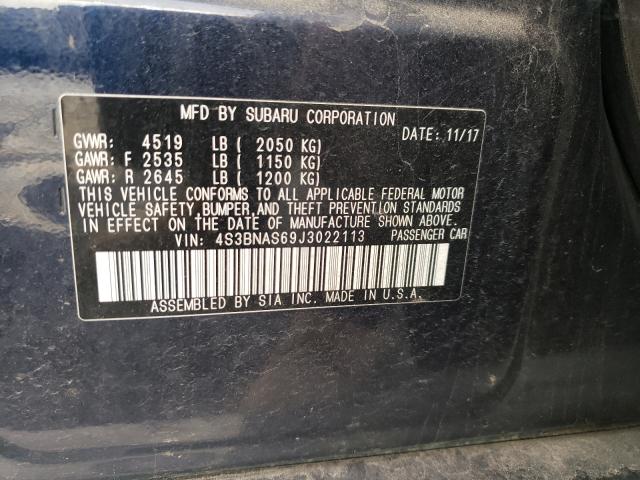 MFD BY SUBARU CORPORATION
DATE: 11/17
GVWR: 4519 LB ( 2050 KG)
GAWR: F 2535 LB ( 1150 KG)
GAWR: R 2645 LB ( 1200 KG)
THIS VEHICLE CONFORMS TO ALL APPLICABLE FEDERAL MOTOR
VEHICLE SAFETY,BUMPER,AND THEFT PREVENTION STANDARDS
IN EFFECT ON THE DATE OF MANUFACTURE SHOWN ABOVE.
VIN: 4S3BNAS69J3022113 PASSENGER CAR
ASSEMBLED BY SIA INC. MADE IN U.S.A.